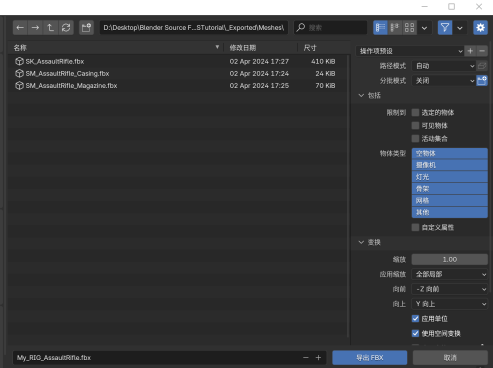 D:\Desktop\Blender Source F...STutorial\_Exported\Meshes\
搜索
名称 修改日期 尺寸
SK_AssaultRifle.fbx 02 Apr 2024 17:27 410 KiB
SM_AssaultRifle_Casing.fbx 02 Apr 2024 17:24 24 KiB
SM_AssaultRifle_Magazine.fbx 02 Apr 2024 17:25 70 KiB
操作项预设
路径模式 自动
分批模式 关闭
包括
限制到 选定的物体
可见物体
活动集合
物体类型 空物体
摄像机
灯光
骨架
网格
其他
自定义属性
变换
缩放 1.00
应用缩放 全部局部
向前 -Z 向前
向上 Y 向上
应用单位
使用空间变换
My_RIG_AssaultRifle.fbx
导出 FBX
取消